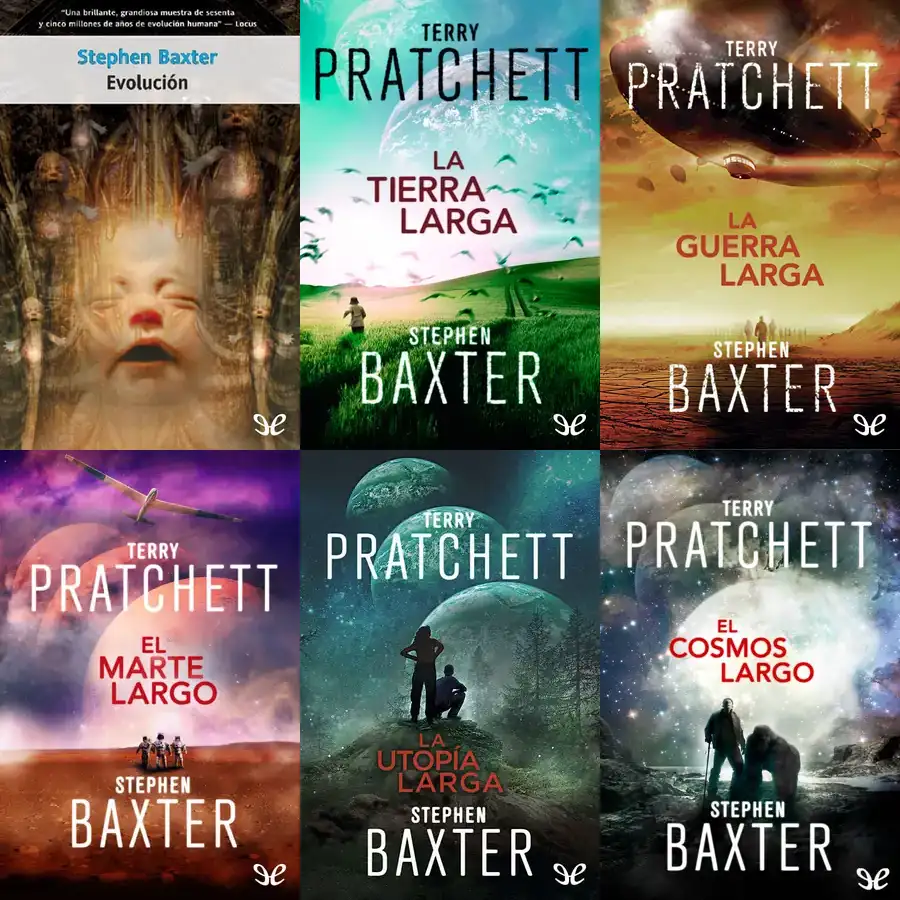 “Una brillante, grandiosa muestra de sesenta
y cinco millones de años de evolución humana” — Locus
Stephen Baxter
Evolución
TERRY
PRATCHETT
LA
TIERRA
LARGA
STEPHEN
BAXTER
TERRY
PRATCHETT
LA
GUERRA
LARGA
STEPHEN
BAXTER
TERRY
PRATCHETT
EL
MARTE
LARGO
STEPHEN
BAXTER
TERRY
PRATCHETT
LA
UTOPÍA
LARGA
STEPHEN
BAXTER
TERRY
PRATCHETT
EL
COSMOS
LARGO
STEPHEN
BAXTER